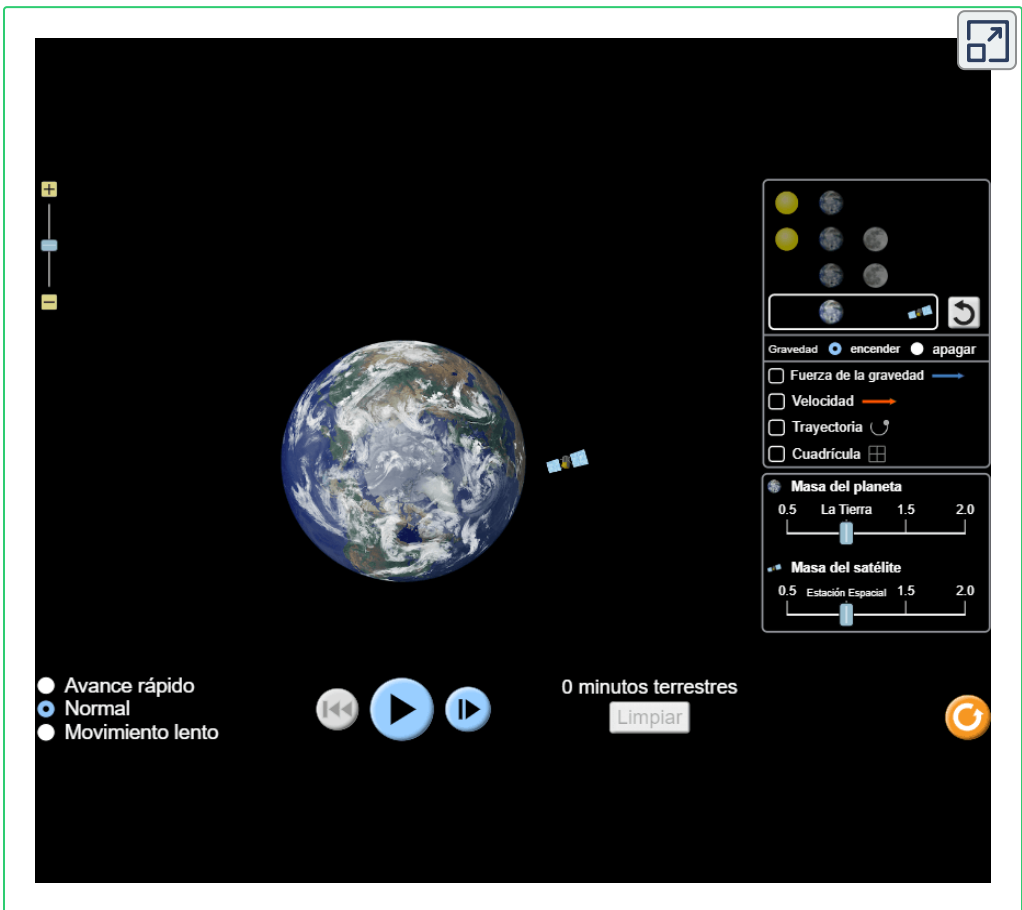 Gravedad encender apagar
Fuerza de la gravedad
Velocidad
Trayectoria
Cuadrícula
Masa del planeta
0.5 La Tierra 1.5 2.0
Masa del satélite
0.5 Estación Espacial 1.5 2.0
Avance rápido
Normal
Movimiento lento
0 minutos terrestres
Limpiar